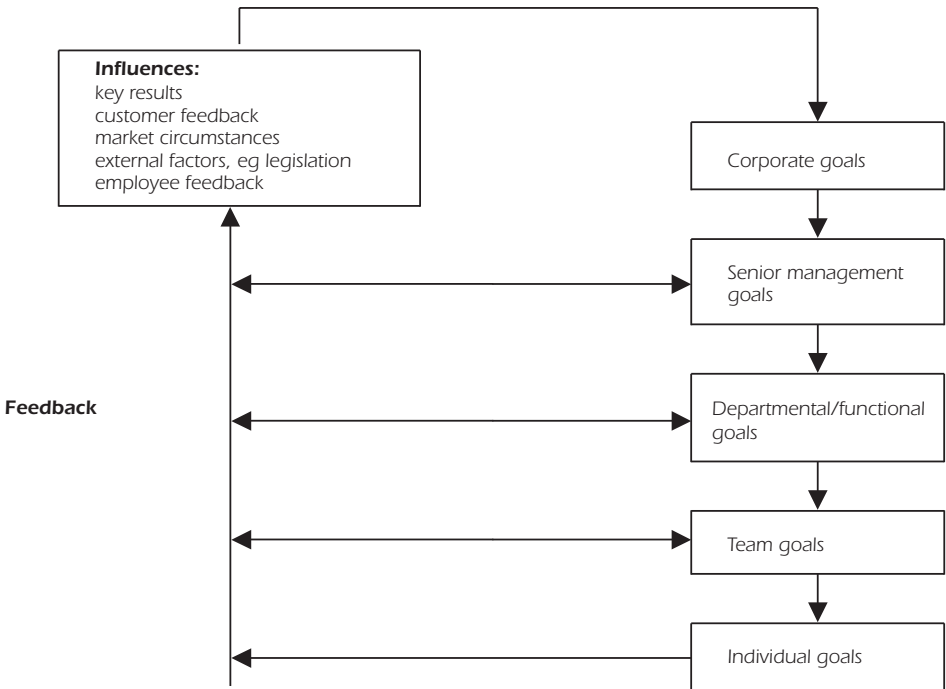 Influences:
key results
customer feedback
market circumstances
external factors, eg legislation
employee feedback
Corporate goals
Senior management
goals
Feedback
Departmental/functional
goals
Team goals
Individual goals